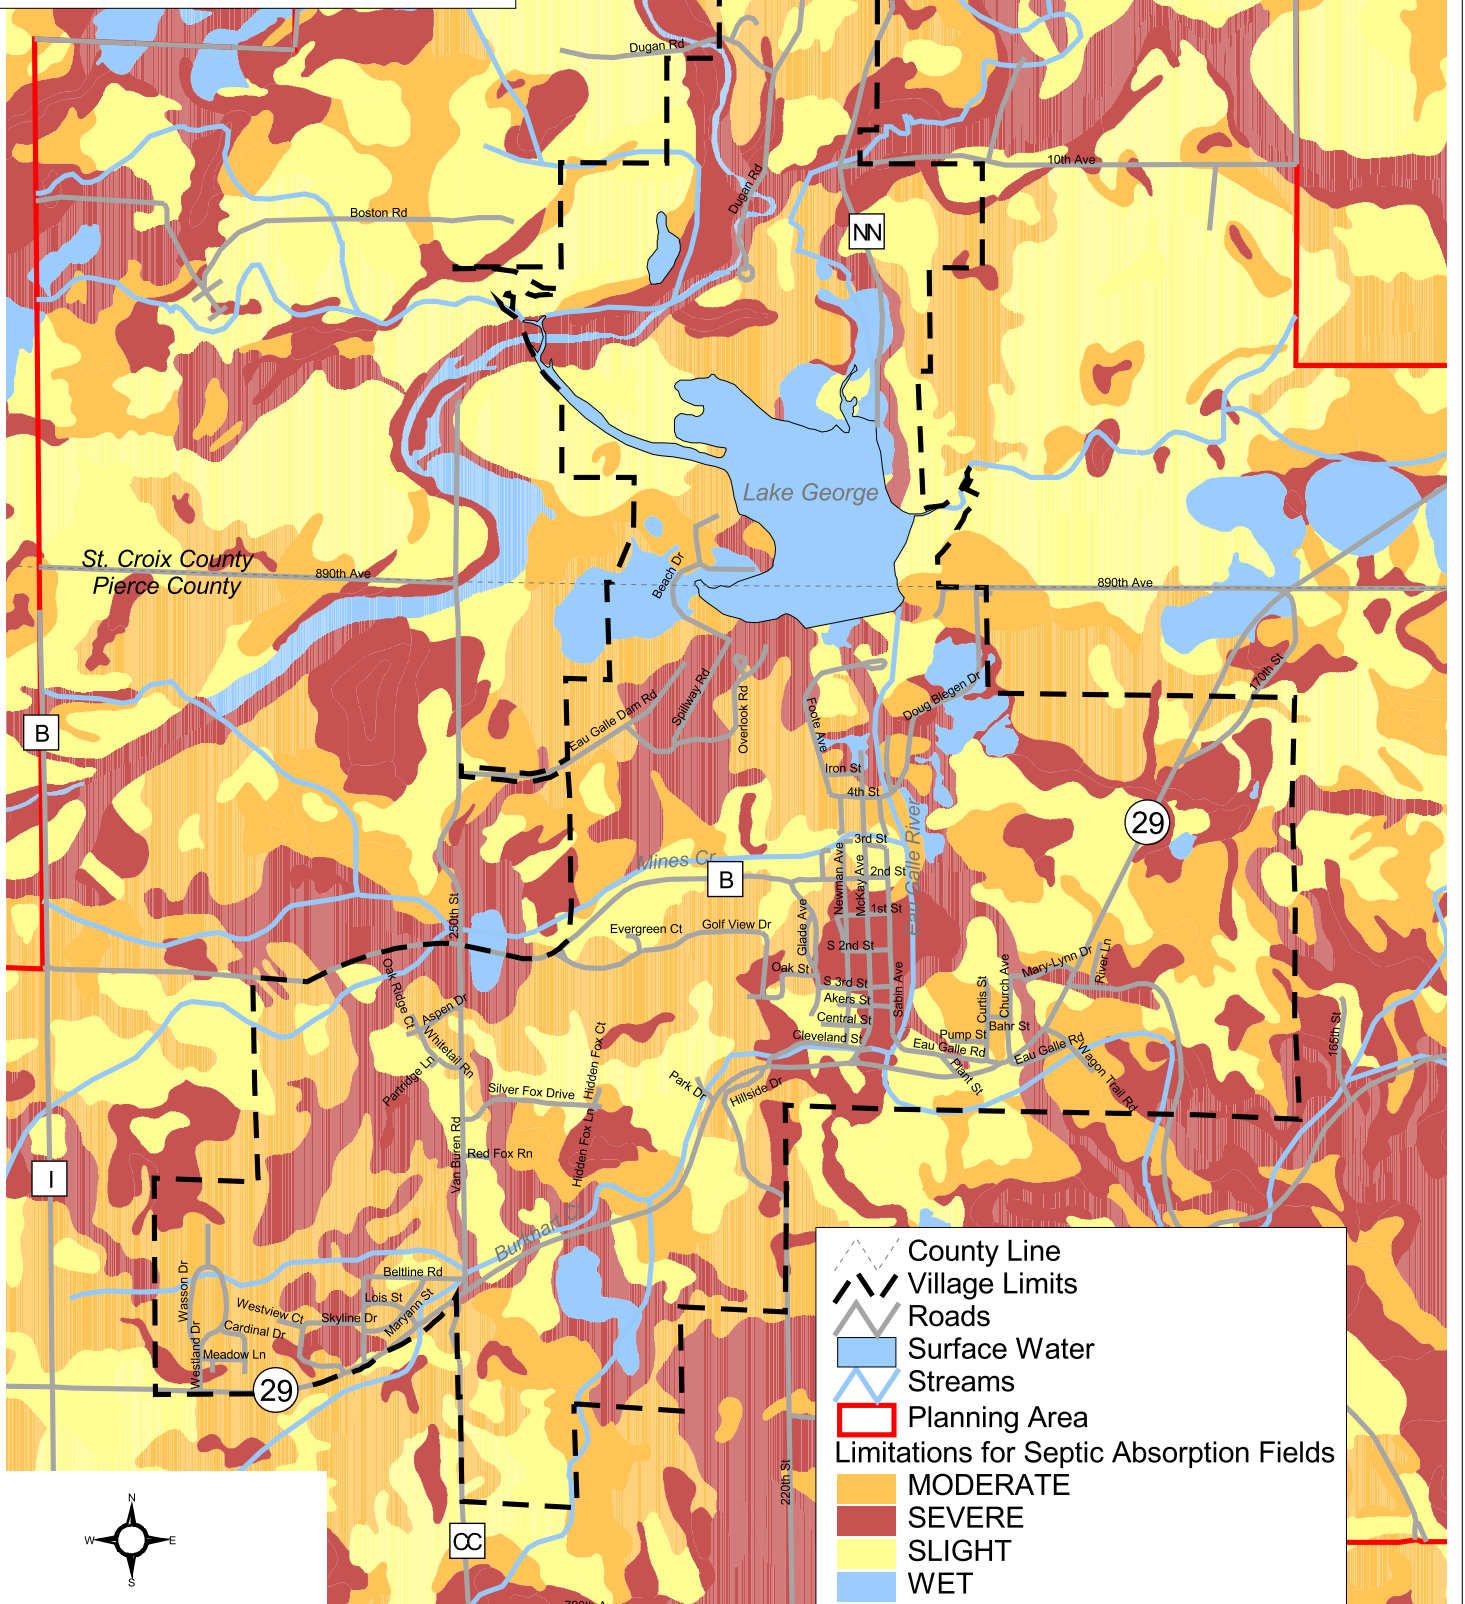 Dugan Rd
10th Ave
Dugan Rd
Boston Rd
NN
Lake George
St. Croix County
Pierce County
890th Ave
890th Ave
Beach Dr
170th St
B
Eau Galle Dam Rd
Spillway Rd
Overlook Rd
Foote Ave
Doug Blegen Dr
Iron St
4th St
29
Eau Galle River
3rd St
Mines Cr
B
2nd St
Newman Ave
McKay Ave
1st St
250th St
Evergreen Ct
Golf View Dr
Glade Ave
S 2nd St
Oak St
S 3rd St
Akers St
Sabin Ave
Central St
Cleveland St
Curtis St
Church Ave
Mary-Lynn Dr
River Ln
Bahr St
Pump St
Eau Galle Rd
Eau Galle Rd
Plant St
Wagon Trail Rd
165th St
Oak Ridge Ct
Aspen Dr
Whitetail Rn
Partridge Ln
Silver Fox Drive
Hidden Fox Ct
Park Dr
Hillside Dr
Hidden Fox Ln
Van Buren Rd
Red Fox Rn
I
Burkhart Cr
Wasson Dr
Beltline Rd
Lois St
Westview Ct
Skyline Dr
Maryann St
Cardinal Dr
Westland Dr
Meadow Ln
29
220th St
CC
N
W
E
S
County Line
Village Limits
Roads
Surface Water
Streams
Planning Area
Limitations for Septic Absorption Fields
MODERATE
SEVERE
SLIGHT
WET